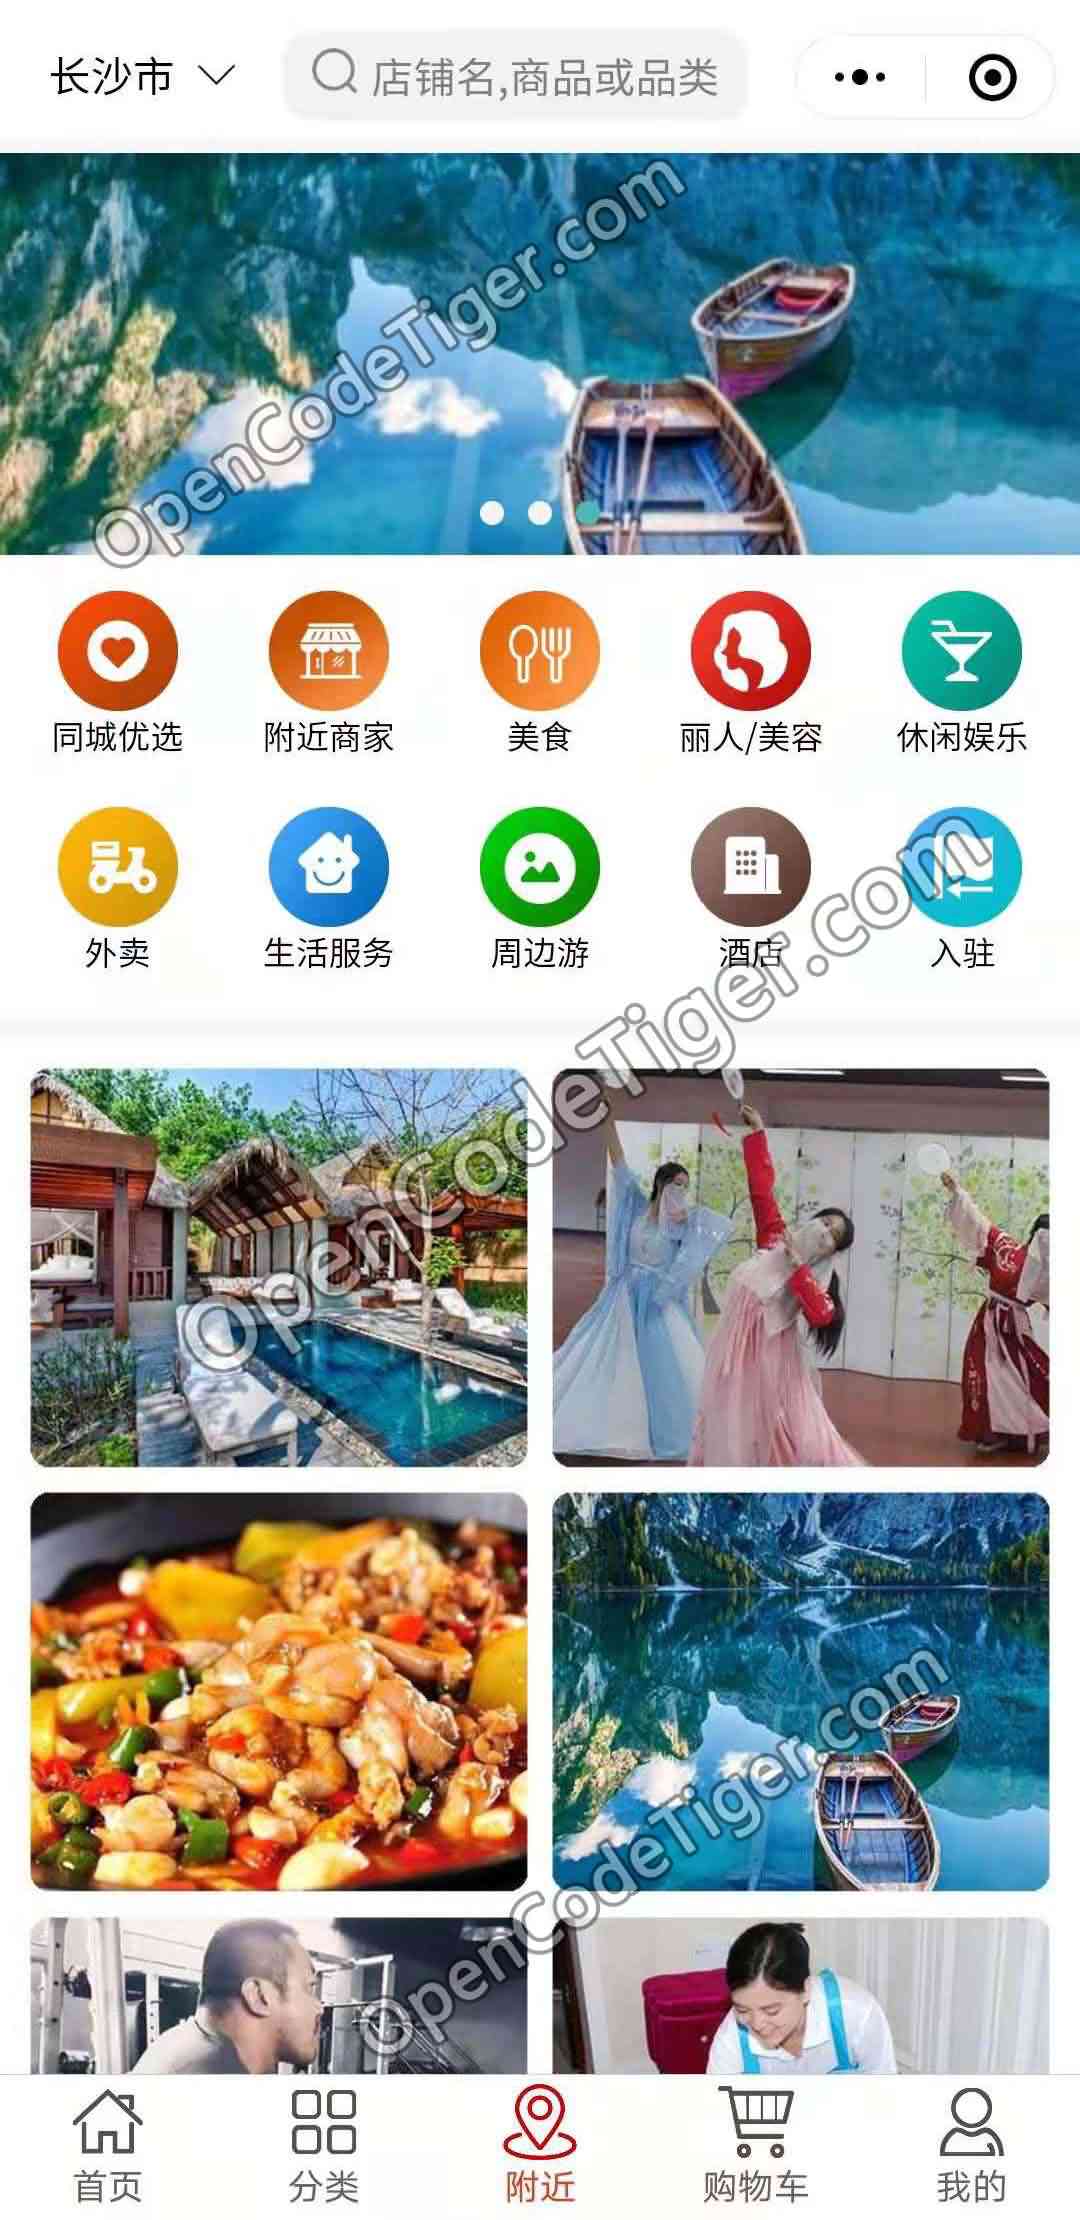 长沙市
店铺名,商品或品类
OpenCodeTiger.com
同城优选
附近商家
美食
丽人/美容
休闲娱乐
外卖
生活服务
周边游
酒店
入驻
OpenCodeTiger.com
OpenCodeTiger.com
首页
分类
附近
购物车
我的